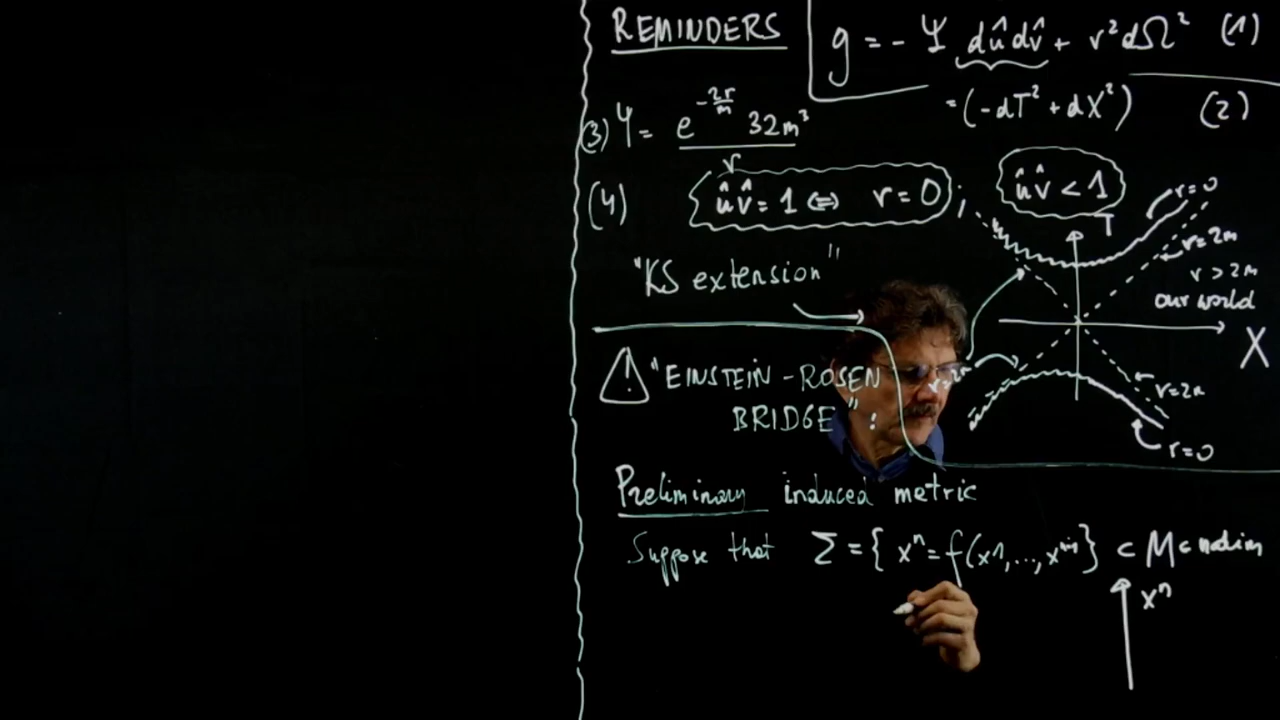 REMINDERS
g = - Ψ dûdv̂ + r²dΩ² (1)
= (-dT² + dX²) (2)
(3) Ψ = e^{-2r/m} 32m³ / r
(4) ûv̂ = 1 ⇔ r = 0 ; ûv̂ < 1
T
r=0
r=2m
r > 2m
our world
X
"KS extension"
"EINSTEIN-ROSEN
BRIDGE" :
r=2m
r=0
Preliminary induced metric
Suppose that Σ = { xⁿ = f(x¹, ..., xⁿ⁻¹) } ⊂ M ⊂ n dim
xⁿ